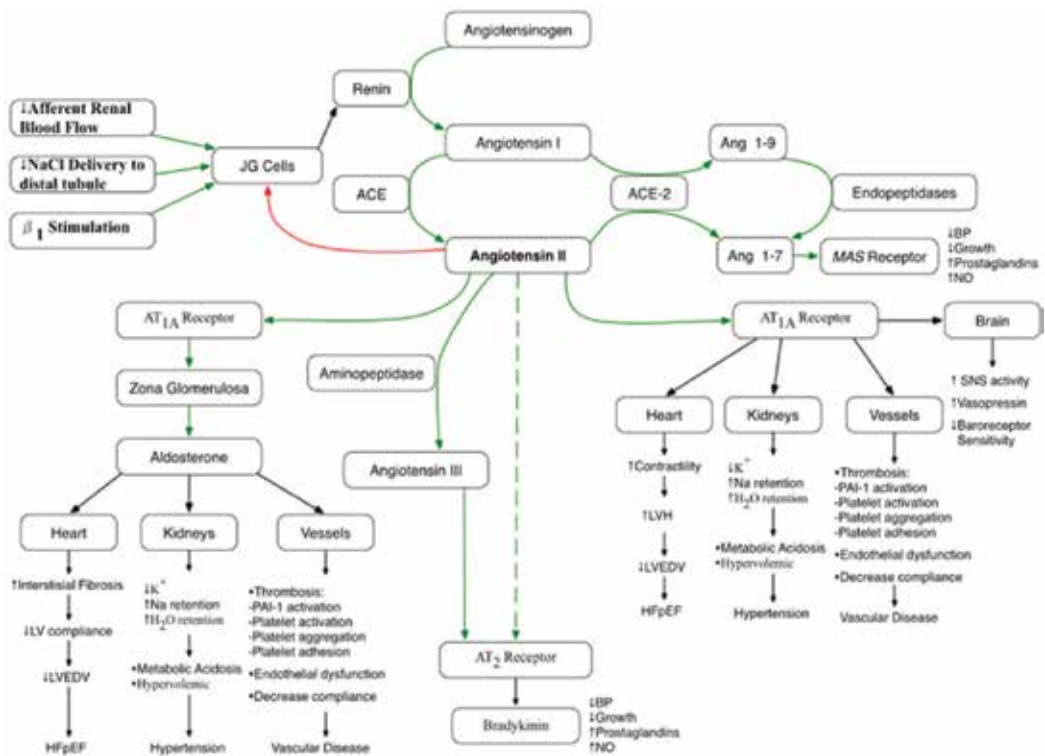 Angiotensinogen
Renin
↓Afferent Renal
Blood Flow
Angiotensin I
Ang 1-9
↓NaCl Delivery to
distal tubule
JG Cells
ACE
ACE-2
Endopeptidases
β1 Stimulation
Angiotensin II
Ang 1-7
MAS Receptor
↓BP
↓Growth
↑Prostaglandins
↑NO
AT1A Receptor
Zona Glomerulosa
Aldosterone
Heart
↑Interstisial Fibrosis
↓LV compliance
↓LVEDV
HFpEF
Kidneys
↓K+
↑Na retention
↑H2O retention
•Metabolic Acidosis
•Hypervolemic
Hypertension
Vessels
•Thrombosis:
-PAI-1 activation
-Platelet activation
-Platelet aggregation
-Platelet adhesion
•Endothelial dysfunction
•Decrease compliance
Vascular Disease
Aminopeptidase
Angiotensin III
AT2 Receptor
Bradykinin
↓BP
↓Growth
↑Prostaglandins
↑NO
AT1A Receptor
Brain
↑ SNS activity
↑Vasopressin
↓Baroreceptor
Sensitivity
Heart
↑Contractility
↑LVH
↓LVEDV
HFpEF
Kidneys
↓K+
↑Na retention
↑H2O retention
•Metabolic Acidosis
•Hypervolemic
Hypertension
Vessels
•Thrombosis:
-PAI-1 activation
-Platelet activation
-Platelet aggregation
-Platelet adhesion
•Endothelial dysfunction
•Decrease compliance
Vascular Disease